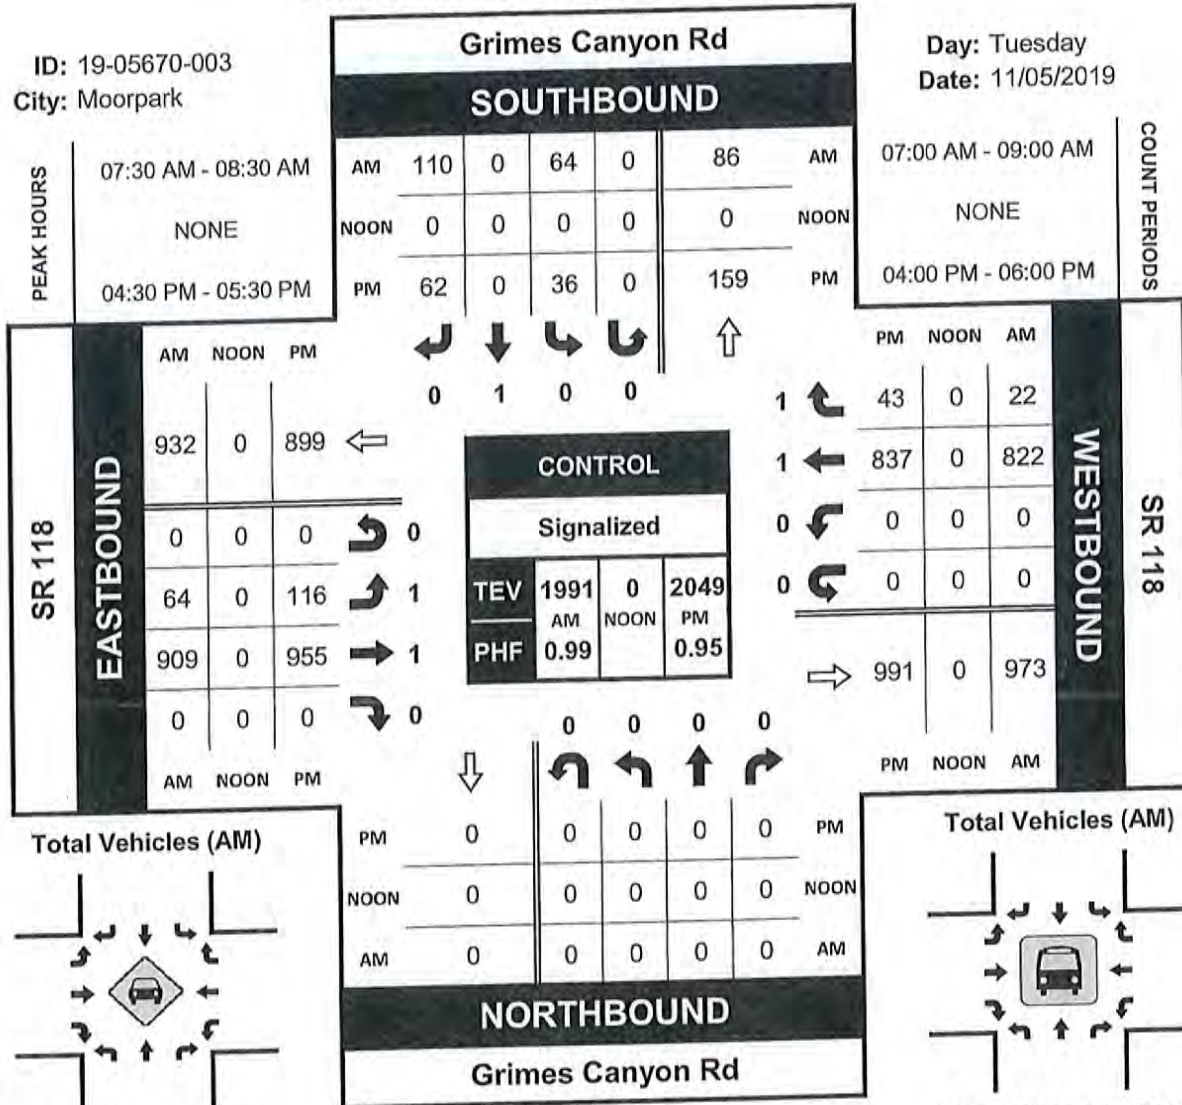 Grimes Canyon Rd
SOUTHBOUND
ID: 19-05670-003
City: Moorpark
Day: Tuesday
Date: 11/05/2019
PEAK HOURS
07:30 AM - 08:30 AM
NONE
04:30 PM - 05:30 PM
AM 110 0 64 0 86 AM
NOON 0 0 0 0 0 NOON
PM 62 0 36 0 159 PM
07:00 AM - 09:00 AM
NONE
04:00 PM - 06:00 PM
COUNT PERIODS
0 1 0 0
SR 118
EASTBOUND
AM NOON PM
932 0 899
0 0 0 0
64 0 116 1
909 0 955 1
0 0 0 0
AM NOON PM
CONTROL
Signalized
TEV 1991 0 2049
AM NOON PM
PHF 0.99 0.95
PM NOON AM
1 43 0 22
1 837 0 822
0 0 0 0
0 0 0 0
991 0 973
PM NOON AM
WESTBOUND
SR 118
0 0 0 0
PM 0 0 0 0 0 PM
NOON 0 0 0 0 0 NOON
AM 0 0 0 0 0 AM
NORTHBOUND
Grimes Canyon Rd
Total Vehicles (AM)
Total Vehicles (AM)